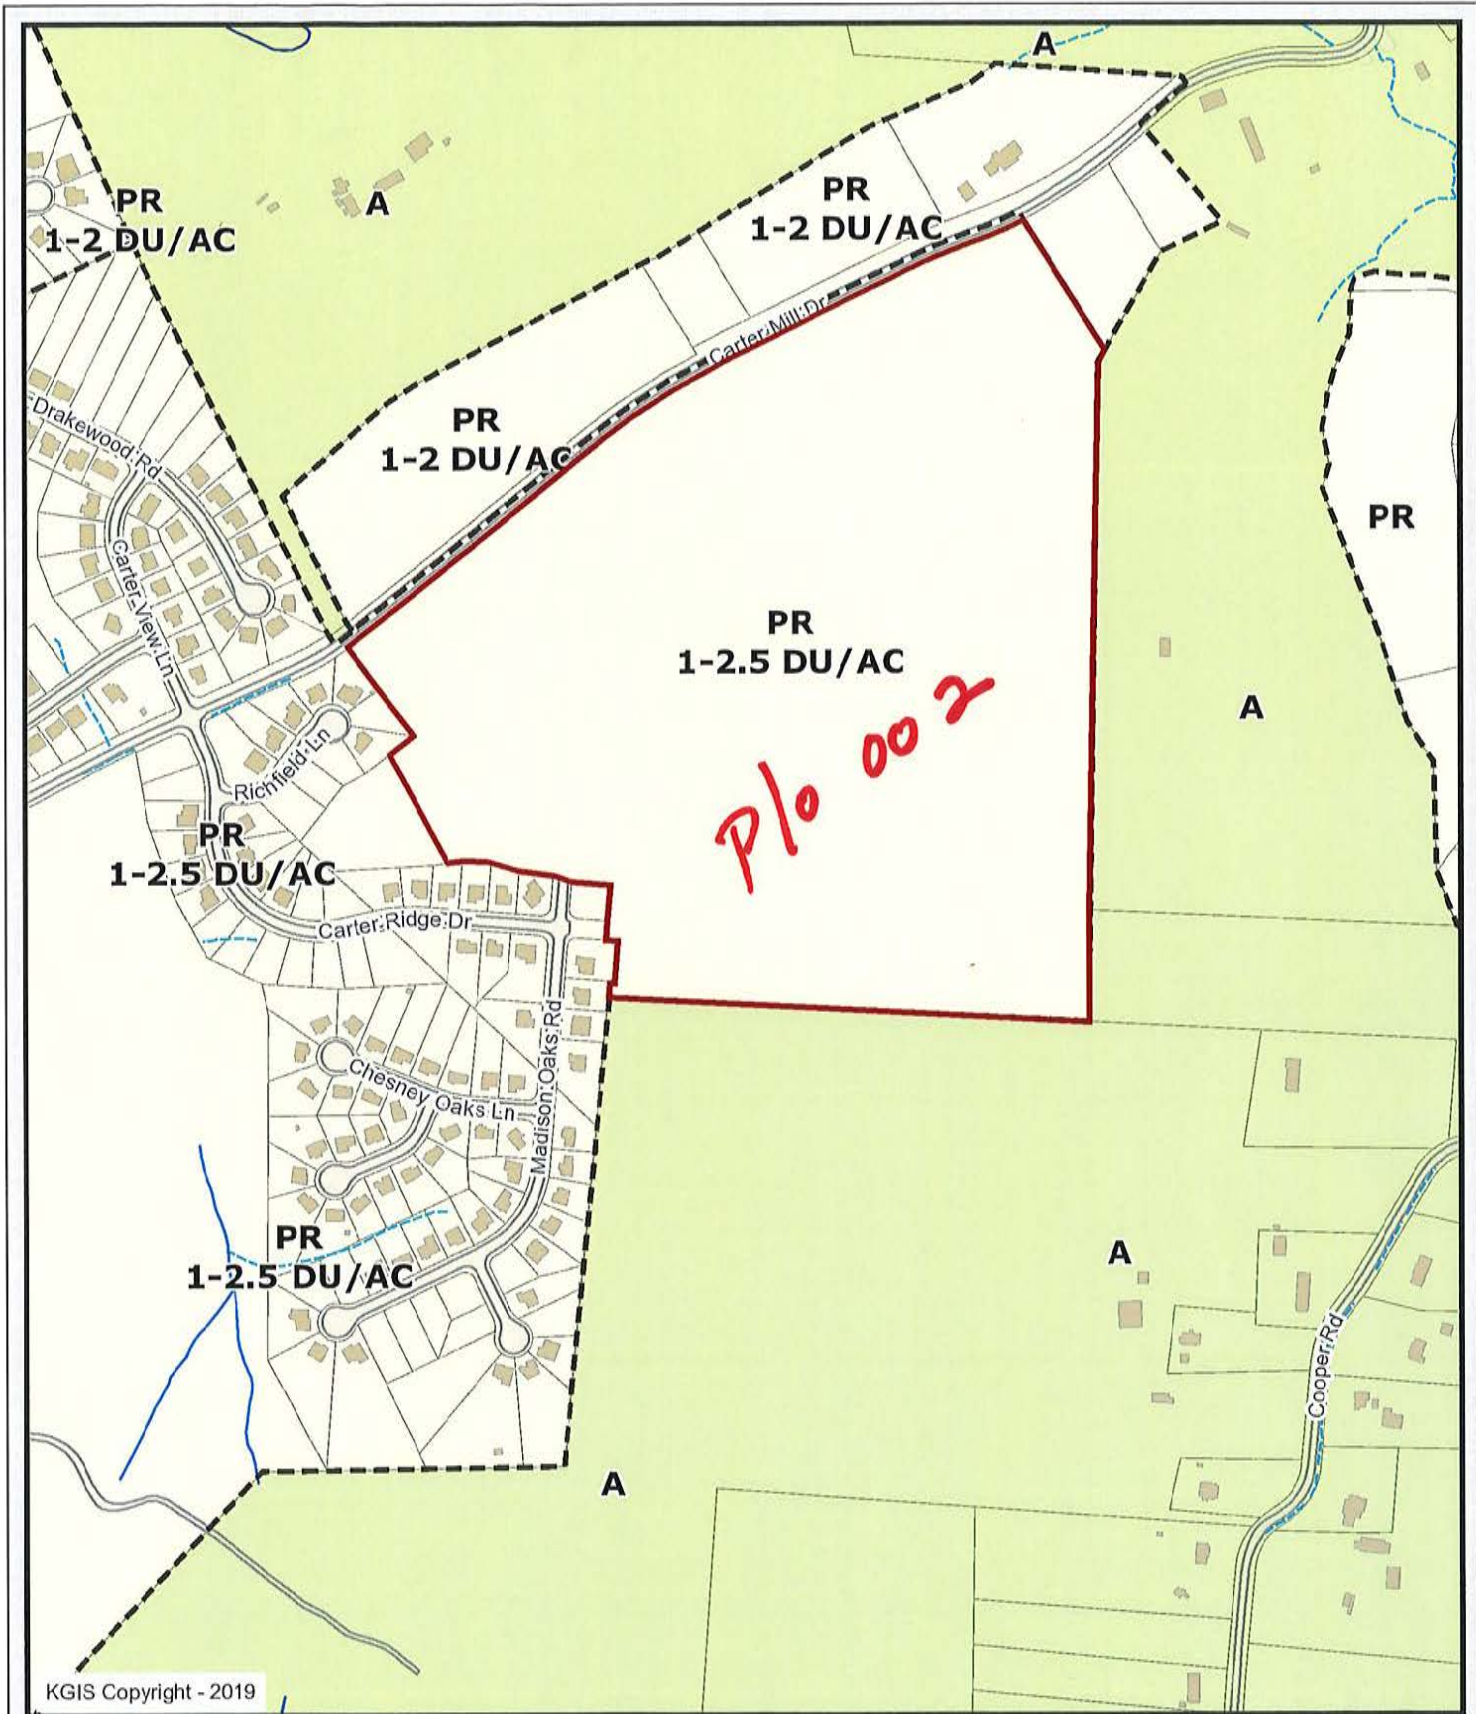 A
PR
1-2 DU/AC
A
PR
1-2 DU/AC
Carter Mill Dr
Drakewood Rd
PR
1-2 DU/AC
PR
Carter View Ln
PR
1-2.5 DU/AC
P/o 002
A
Richfield Ln
PR
1-2.5 DU/AC
Carter Ridge Dr
Madison Oaks Rd
Chesney Oaks Ln
PR
1-2.5 DU/AC
A
Cooper Rd
A
KGIS Copyright - 2019